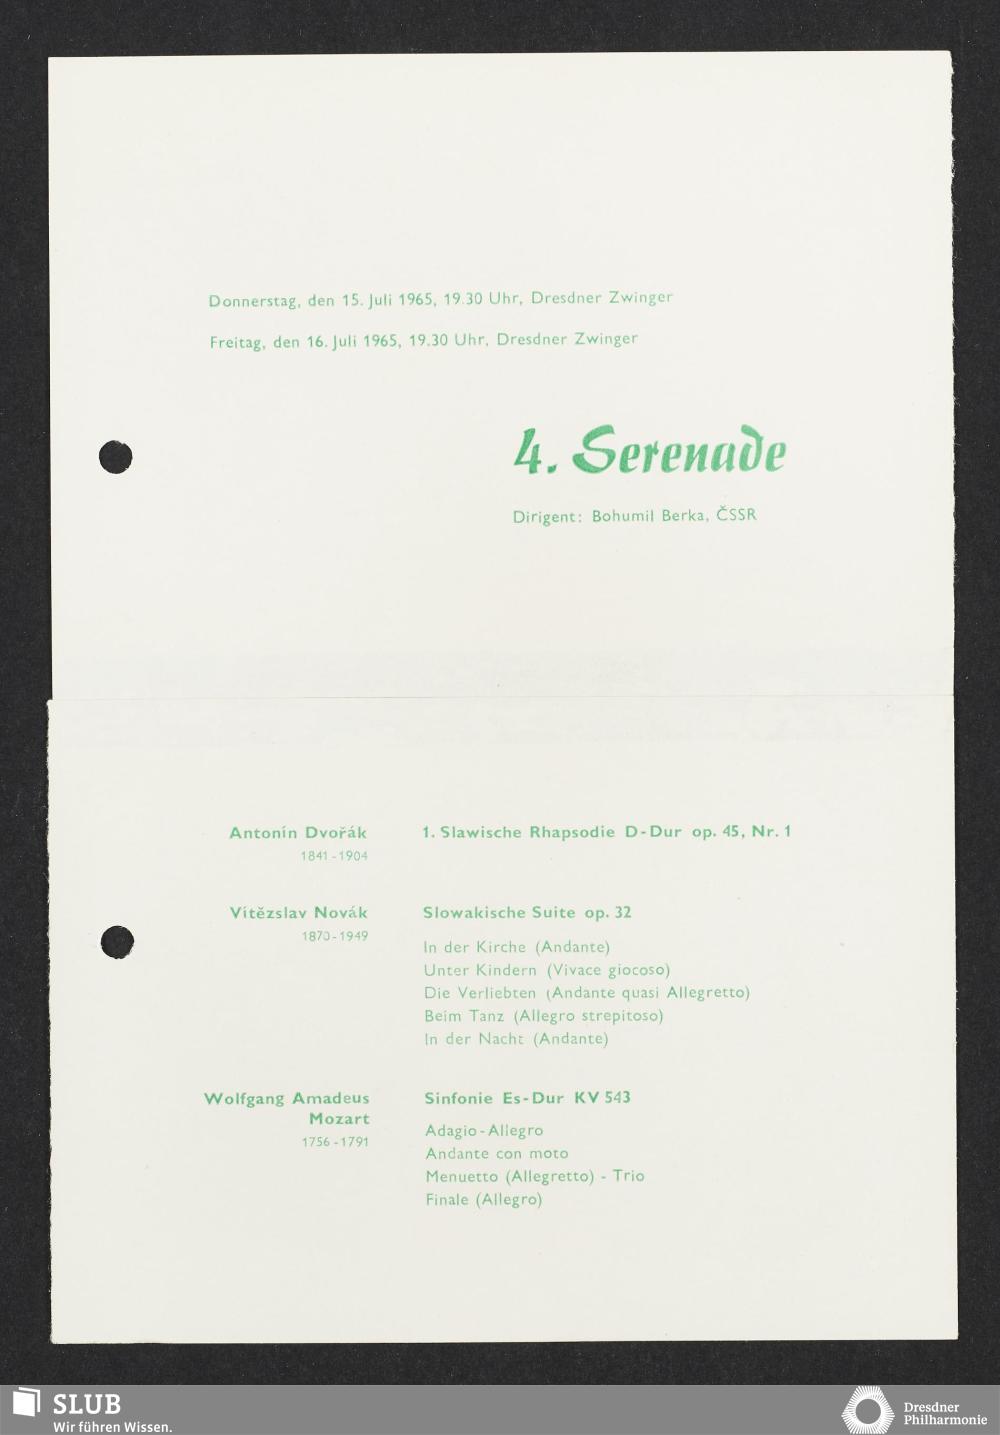 Donnerstag, den 15. Juli 1965, 19.30 Uhr, Dresdner Zwinger
Freitag, den 16. Juli 1965, 19.30 Uhr, Dresdner Zwinger
4. Serenade
Dirigent: Bohumil Berka, ČSSR
Antonín Dvořák
1841-1904
1. Slawische Rhapsodie D-Dur op. 45, Nr. 1
Vítězslav Novák
1870-1949
Slowakische Suite op. 32
In der Kirche (Andante)
Unter Kindern (Vivace giocoso)
Die Verliebten (Andante quasi Allegretto)
Beim Tanz (Allegro strepitoso)
In der Nacht (Andante)
Wolfgang Amadeus
Mozart
1756-1791
Sinfonie Es-Dur KV 543
Adagio-Allegro
Andante con moto
Menuetto (Allegretto) - Trio
Finale (Allegro)
SLUB
Wir führen Wissen.
Dresdner
Philharmonie